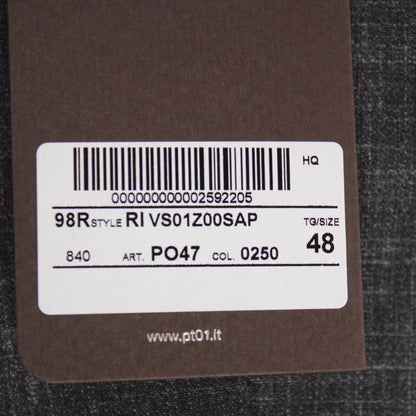 HQ
000000000002592205
98R STYLE RI VS01Z00SAP TG/SIZE
840 ART. PO47 COL. 0250 48
www.pt01.it